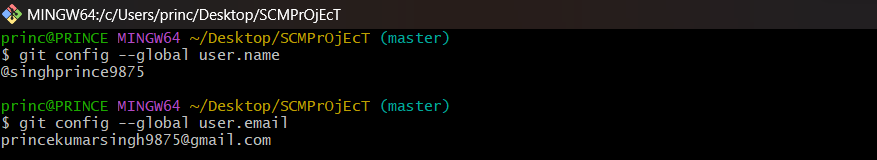 MINGW64:/c/Users/princ/Desktop/SCMPrOjEcT
princ@PRINCE MINGW64 ~/Desktop/SCMPrOjEcT (master)
$ git config --global user.name
@singhprince9875
princ@PRINCE MINGW64 ~/Desktop/SCMPrOjEcT (master)
$ git config --global user.email
princekumarsingh9875@gmail.com